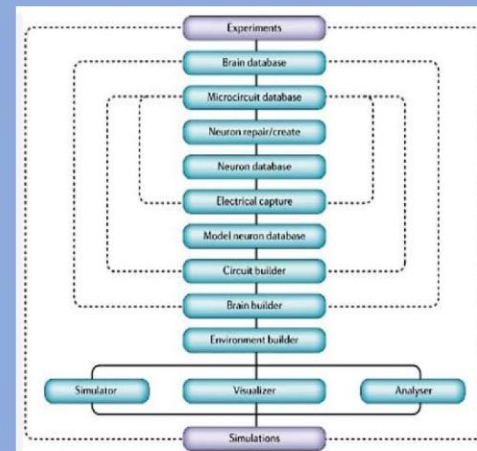 Experiments
Brain database
Microcircuit database
Neuron repair/create
Neuron database
Electrical capture
Model neuron database
Circuit builder
Brain builder
Environment builder
Simulator Visualizer Analyser
Simulations